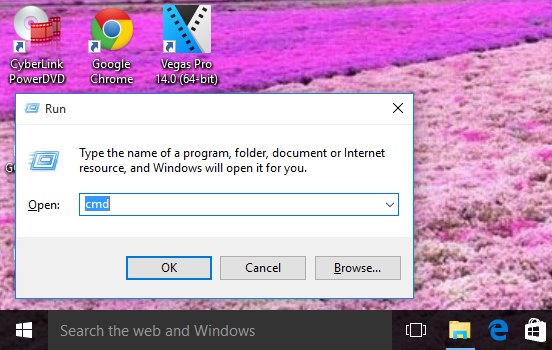 CyberLink
PowerDVD
Google
Chrome
Vegas Pro
14.0 (64-bit)
Run
Type the name of a program, folder, document or Internet
resource, and Windows will open it for you.
Open:
cmd
OK
Cancel
Browse...
Search the web and Windows